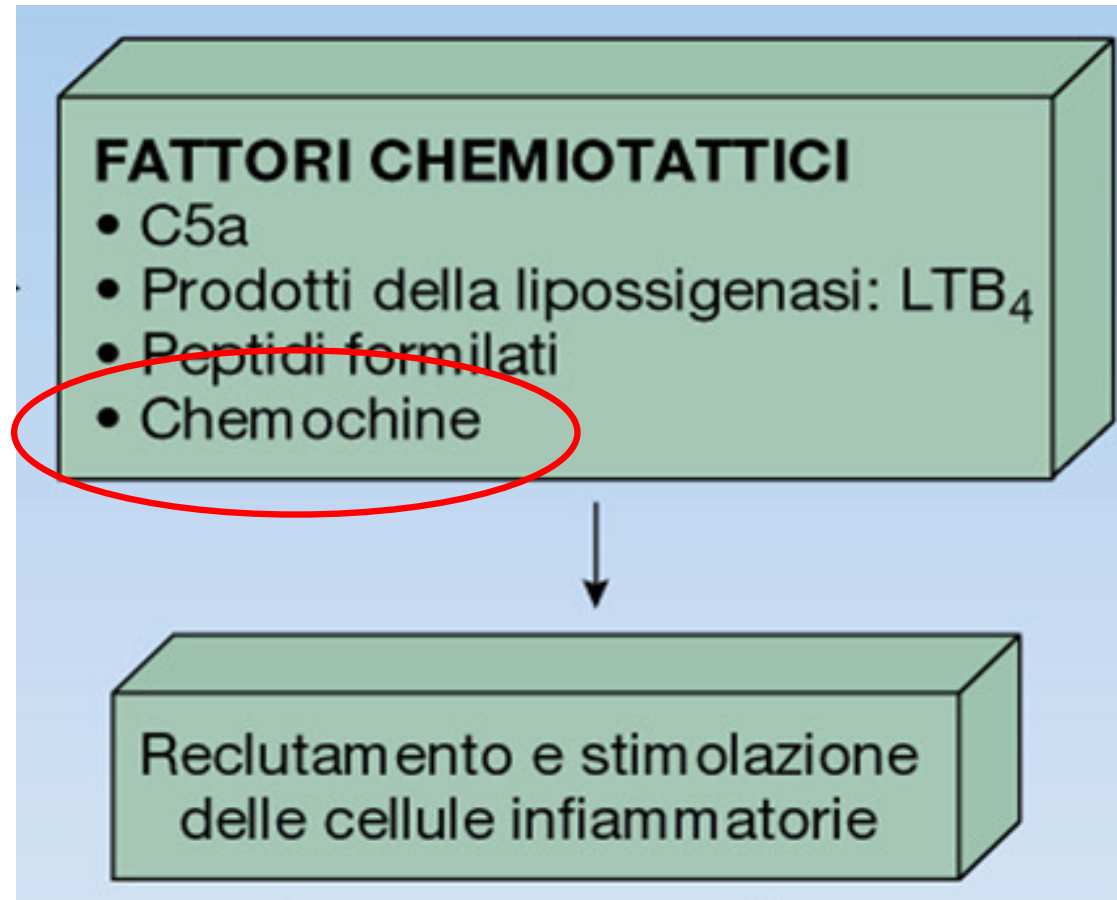 FATTORI CHEMIOTATTICI
• C5a
• Prodotti della lipossigenasi: LTB₄
• Peptidi formilati
• Chemochine
Reclutamento e stimolazione
delle cellule infiammatorie